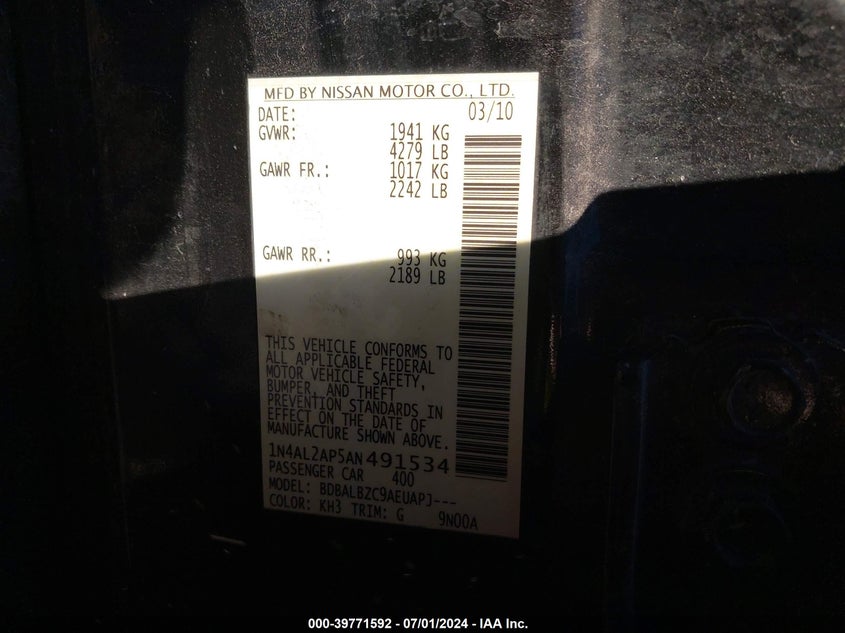 MFD BY NISSAN MOTOR CO., LTD.
DATE: 03/10
GVWR: 1941 KG
4279 LB
GAWR FR.: 1017 KG
2242 LB
GAWR RR.: 993 KG
2189 LB
THIS VEHICLE CONFORMS TO
ALL APPLICABLE FEDERAL
MOTOR VEHICLE SAFETY,
BUMPER, AND THEFT
PREVENTION STANDARDS IN
EFFECT ON THE DATE OF
MANUFACTURE SHOWN ABOVE.
1N4AL2AP5AN491534
PASSENGER CAR 400
MODEL: BDBALBZC9AEUAPJ---
COLOR: KH3 TRIM: G 9N00A
000-39771592 - 07/01/2024 - IAA Inc.